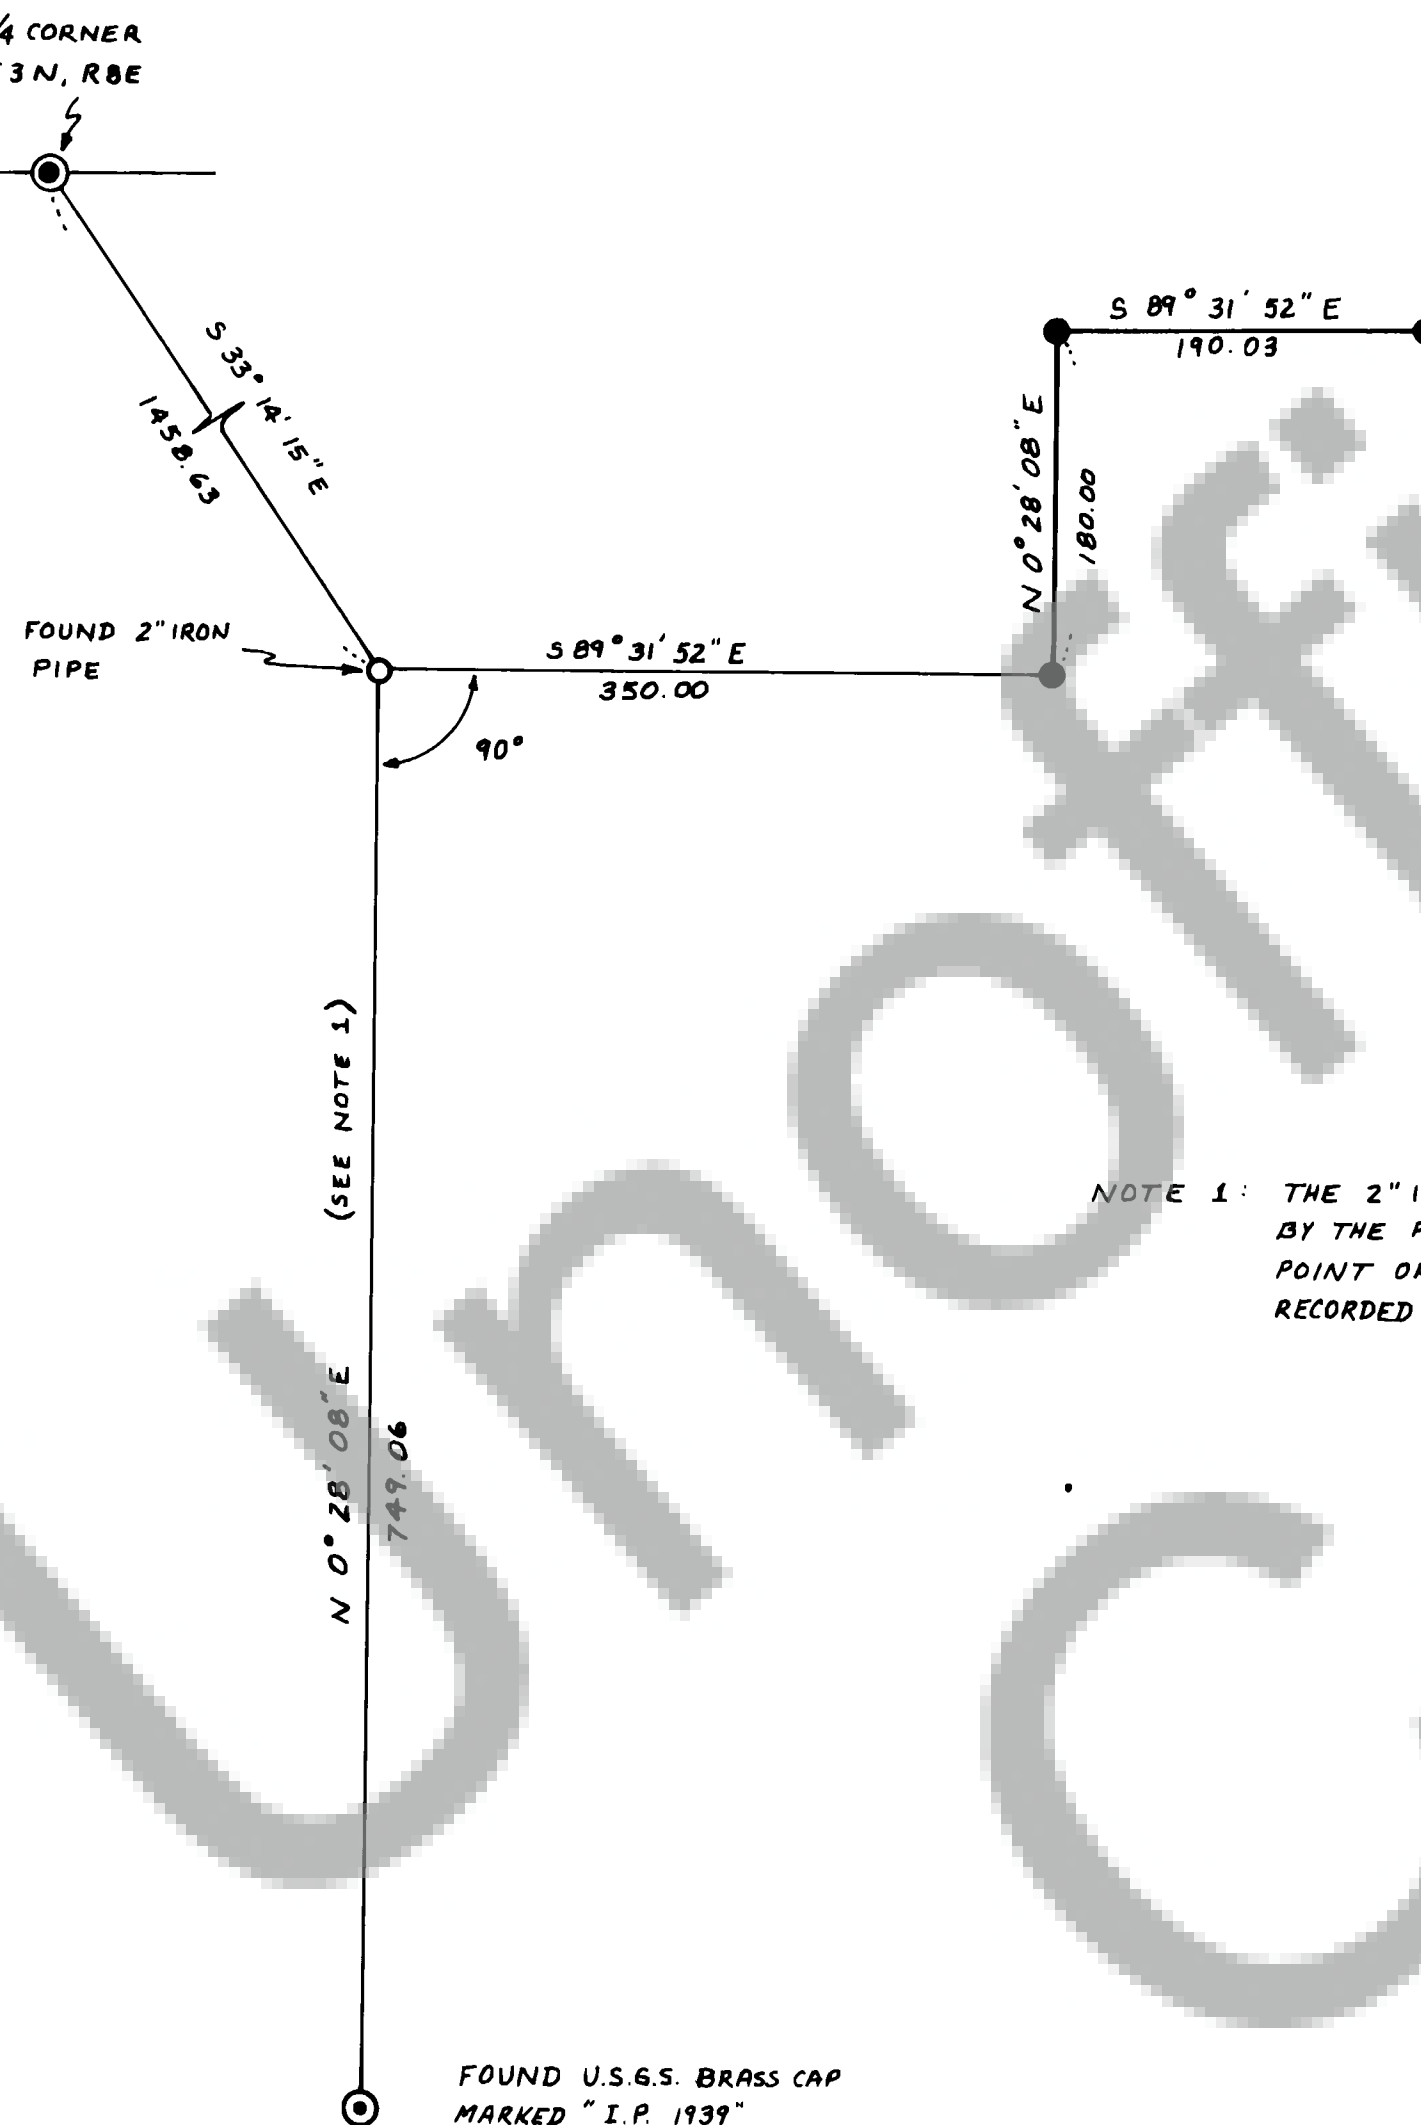 1/4 CORNER
T 3 N, R8E
S 89° 31' 52" E
190.03
S 33° 14' 15" E
1458.63
N 0° 28' 08" E
180.00
FOUND 2" IRON
PIPE
S 89° 31' 52" E
350.00
90°
(SEE NOTE 1)
NOTE 1: THE 2" I
BY THE
POINT O
RECORDED
N 0° 28' 08" E
749.06
FOUND U.S.G.S. BRASS CAP
MARKED "I.P. 1939"
Unoffi
C